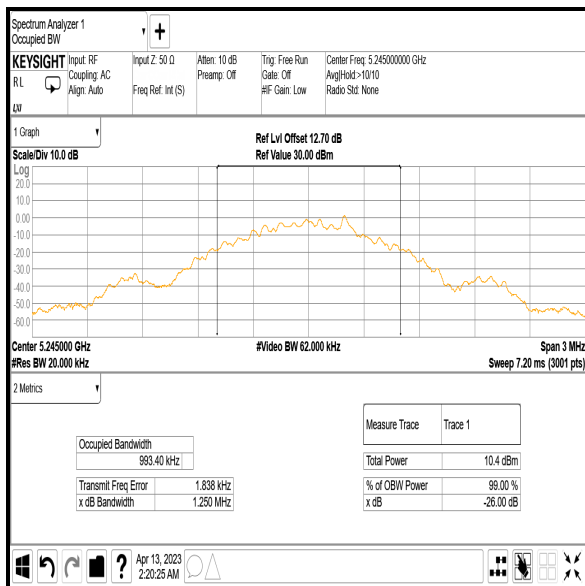 Spectrum Analyzer 1
Occupied BW
KEYSIGHT
R L
LXI
Input: RF
Coupling: AC
Align: Auto
Input Z: 50 Ω
Freq Ref: Int (S)
Atten: 10 dB
Preamp: Off
Trig: Free Run
Gate: Off
#IF Gain: Low
Center Freq: 5.245000000 GHz
Avg|Hold:>10/10
Radio Std: None
1 Graph
Scale/Div 10.0 dB
Ref Lvl Offset 12.70 dB
Ref Value 30.00 dBm
Log
20.0
10.0
0.00
-10.0
-20.0
-30.0
-40.0
-50.0
-60.0
Center 5.245000 GHz
#Res BW 20.000 kHz
#Video BW 62.000 kHz
Span 3 MHz
Sweep 7.20 ms (3001 pts)
2 Metrics
Occupied Bandwidth
993.40 kHz
Transmit Freq Error 1.838 kHz
x dB Bandwidth 1.250 MHz
Measure Trace Trace 1
Total Power 10.4 dBm
% of OBW Power 99.00 %
x dB -26.00 dB
Apr 13, 2023
2:20:25 AM